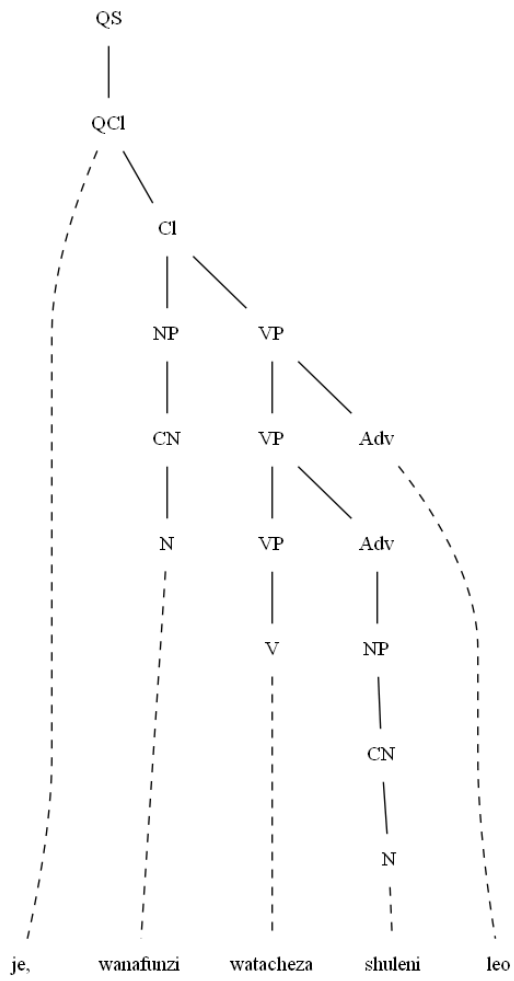 QS
QCl
Cl
NP VP
CN VP Adv
N VP Adv
V NP
CN
N
je, wanafunzi watacheza shuleni leo